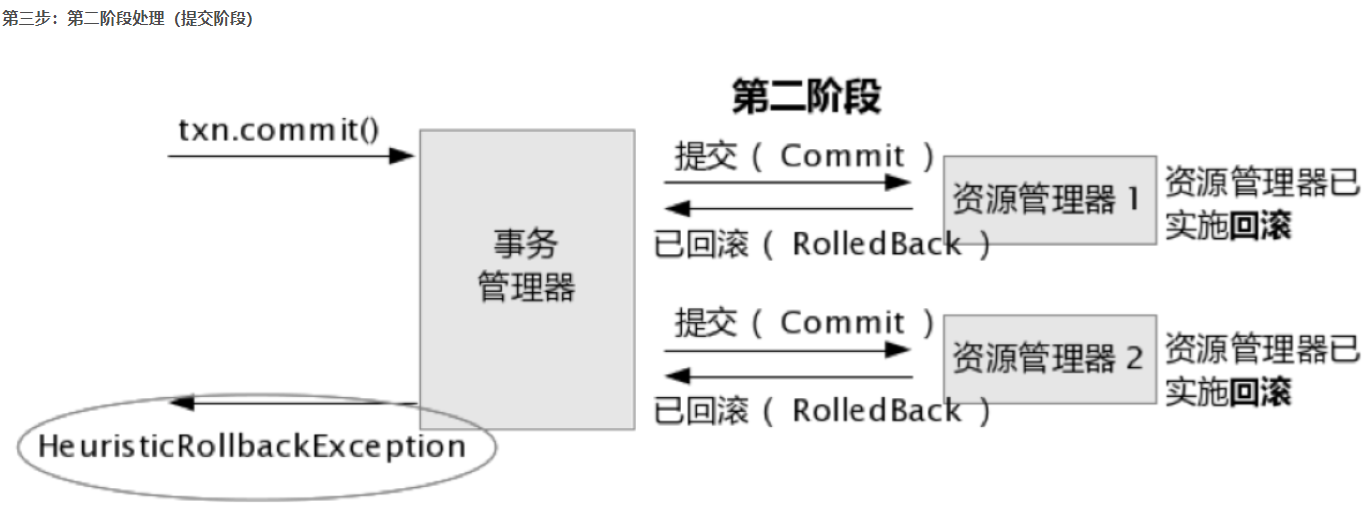 第三步：第二阶段处理（提交阶段）
第二阶段
txn.commit()
提交（ Commit ）
资源管理器 1
资源管理器已
实施回滚
已回滚（ RolledBack ）
事务
管理器
提交（ Commit ）
资源管理器 2
资源管理器已
实施回滚
已回滚（ RolledBack ）
HeuristicRollbackException